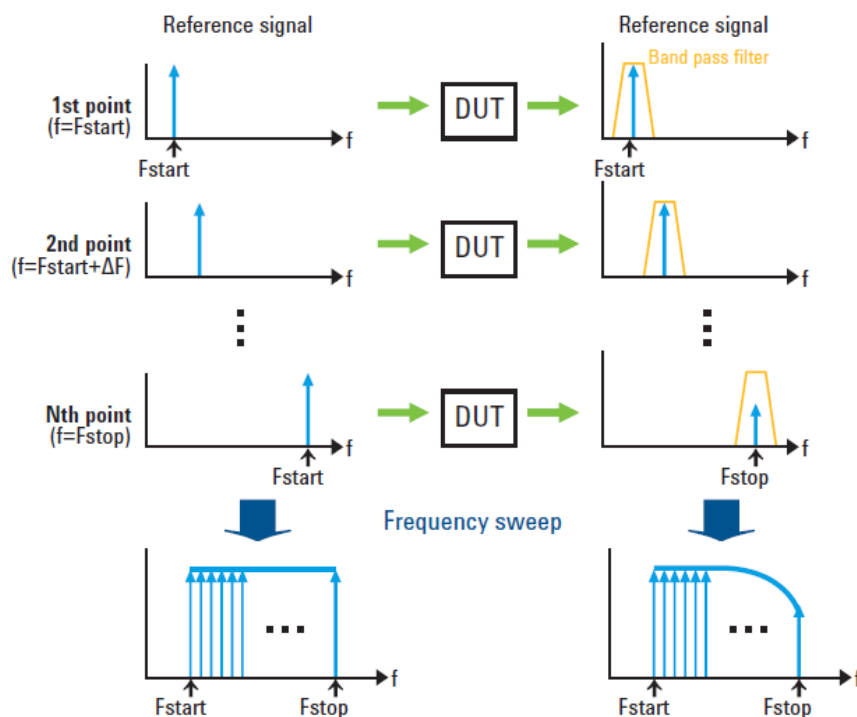 Reference signal
Reference signal
Band pass filter
1st point
(f=Fstart)
f
DUT
f
Fstart
Fstart
2nd point
(f=Fstart+ΔF)
f
DUT
f
Nth point
(f=Fstop)
f
DUT
f
Fstart
Fstop
Frequency sweep
f
f
Fstart
Fstop
Fstart
Fstop